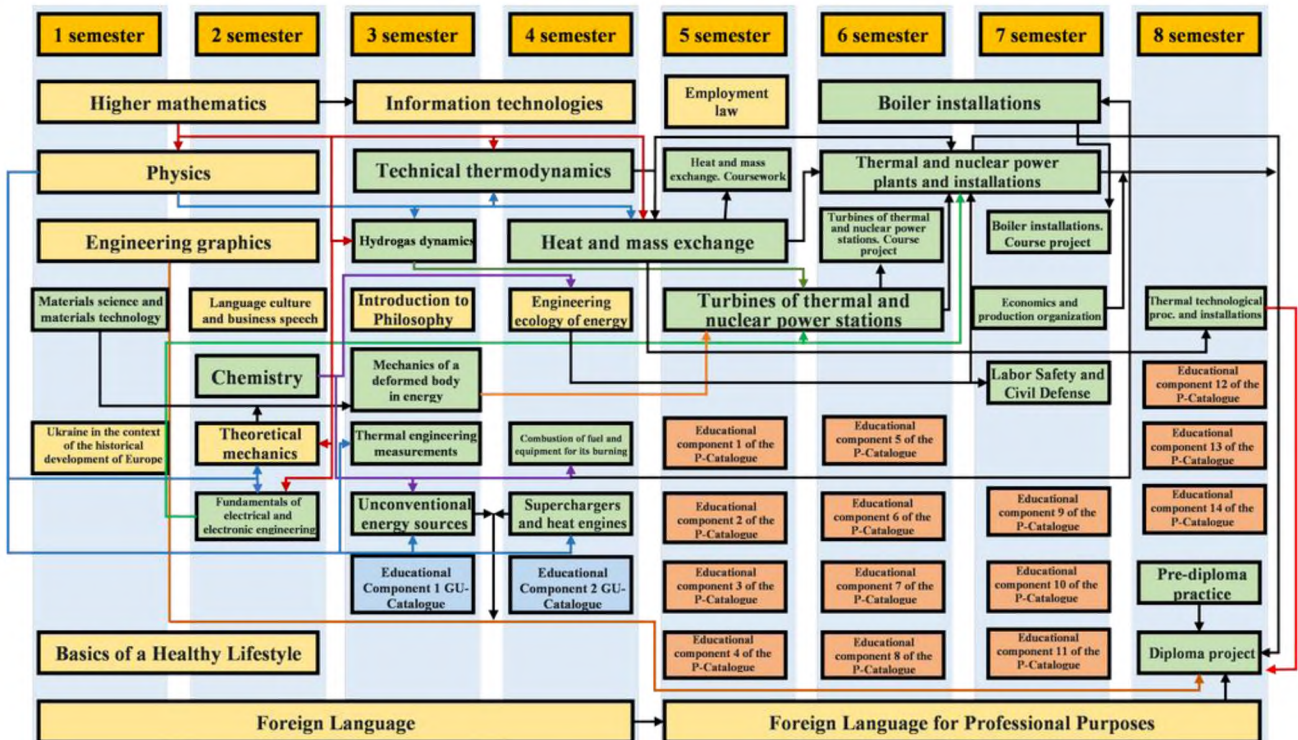 1 semester
2 semester
3 semester
4 semester
5 semester
6 semester
7 semester
8 semester
Higher mathematics
Information technologies
Employment
law
Boiler installations
Physics
Technical thermodynamics
Heat and mass
exchange. Coursework
Thermal and nuclear power
plants and installations
Engineering graphics
Hydrogas dynamics
Heat and mass exchange
Turbines of thermal
and nuclear power
stations. Course
project
Boiler installations.
Course project
Materials science and
materials technology
Language culture
and business speech
Introduction to
Philosophy
Engineering
ecology of energy
Turbines of thermal and
nuclear power stations
Economics and
production organization
Thermal technological
proc. and installations
Chemistry
Mechanics of a
deformed body
in energy
Labor Safety and
Civil Defense
Educational
component 12 of the
P-Catalogue
Ukraine in the context
of the historical
development of Europe
Theoretical
mechanics
Thermal engineering
measurements
Combustion of fuel and
equipment for its burning
Educational
component 1 of the
P-Catalogue
Educational
component 5 of the
P-Catalogue
Educational
component 13 of the
P-Catalogue
Fundamentals of
electrical and
electronic engineering
Unconventional
energy sources
Superchargers
and heat engines
Educational
component 2 of the
P-Catalogue
Educational
component 6 of the
P-Catalogue
Educational
component 9 of the
P-Catalogue
Educational
component 14 of the
P-Catalogue
Educational
Component 1 GU-
Catalogue
Educational
Component 2 GU-
Catalogue
Educational
component 3 of the
P-Catalogue
Educational
component 7 of the
P-Catalogue
Educational
component 10 of the
P-Catalogue
Pre-diploma
practice
Basics of a Healthy Lifestyle
Educational
component 4 of the
P-Catalogue
Educational
component 8 of the
P-Catalogue
Educational
component 11 of the
P-Catalogue
Diploma project
Foreign Language
Foreign Language for Professional Purposes